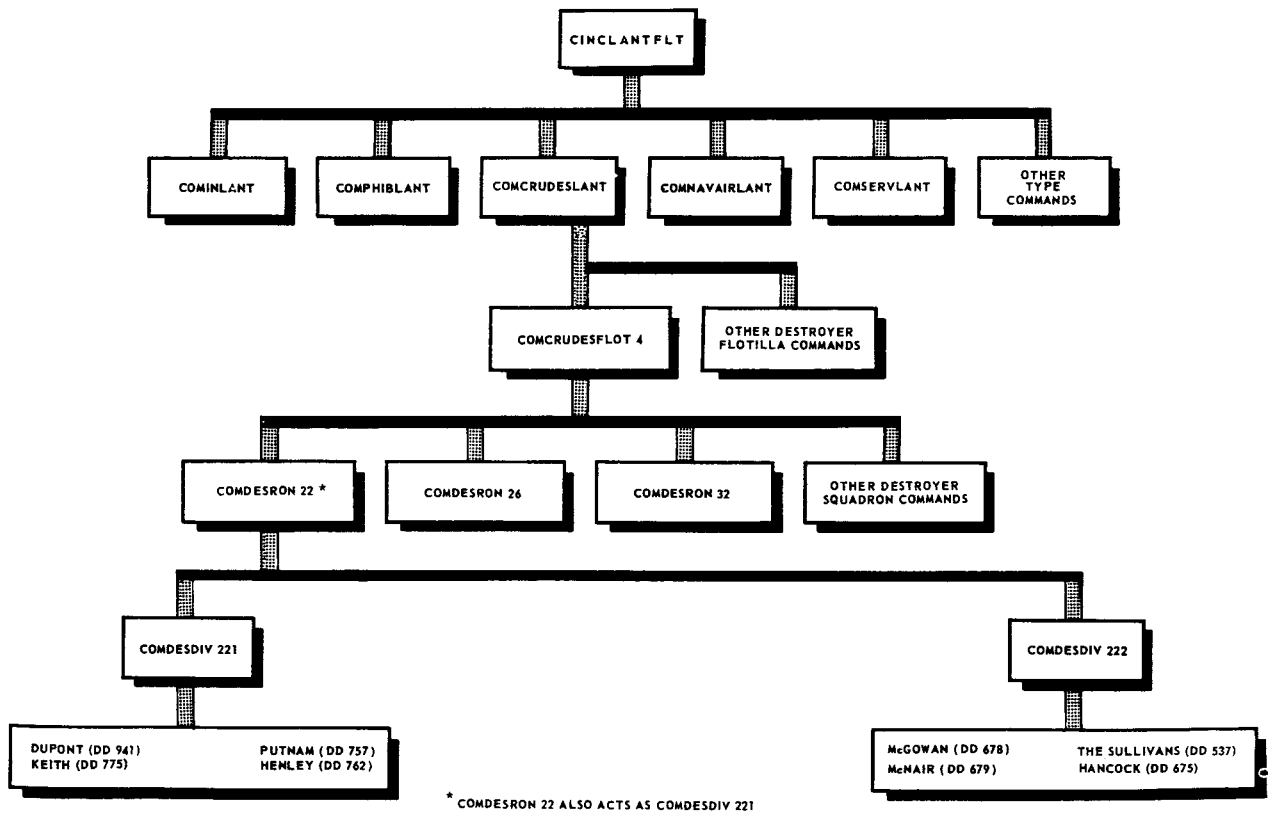 CINCLANTFLT
COMINLANT
COMPHIBLANT
COMCRUDESLANT
COMNAVAIRLANT
COMSERVLANT
OTHER
TYPE
COMMANDS
COMCRUDESFLOT 4
OTHER DESTROYER
FLOTILLA COMMANDS
COMDESRON 22 *
COMDESRON 26
COMDESRON 32
OTHER DESTROYER
SQUADRON COMMANDS
COMDESDIV 221
COMDESDIV 222
DUPONT (DD 941)
KEITH (DD 775)
PUTNAM (DD 757)
HENLEY (DD 762)
McGOWAN (DD 678)
McNAIR (DD 679)
THE SULLIVANS (DD 537)
HANCOCK (DD 675)
* COMDESRON 22 ALSO ACTS AS COMDESDIV 221